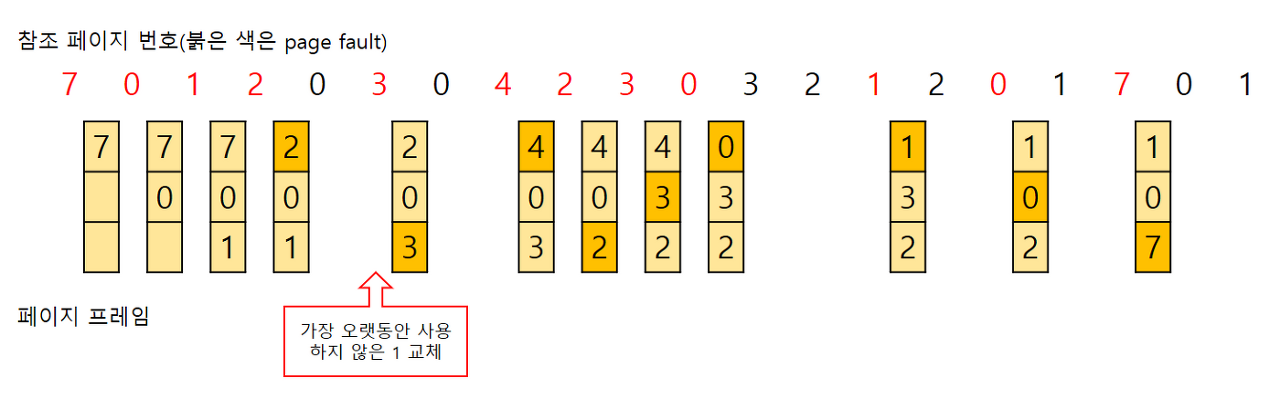 참조 페이지 번호(붉은 색은 page fault)
7 0 1 2 0 3 0 4 2 3 0 3 2 1 2 0 1 7 0 1
7 7 7 2 2 4 4 4 0 1 1 1
0 0 0 0 0 0 3 3 3 0 0
1 1 3 3 2 2 2 2 2 7
페이지 프레임
가장 오랫동안 사용
하지 않은 1 교체